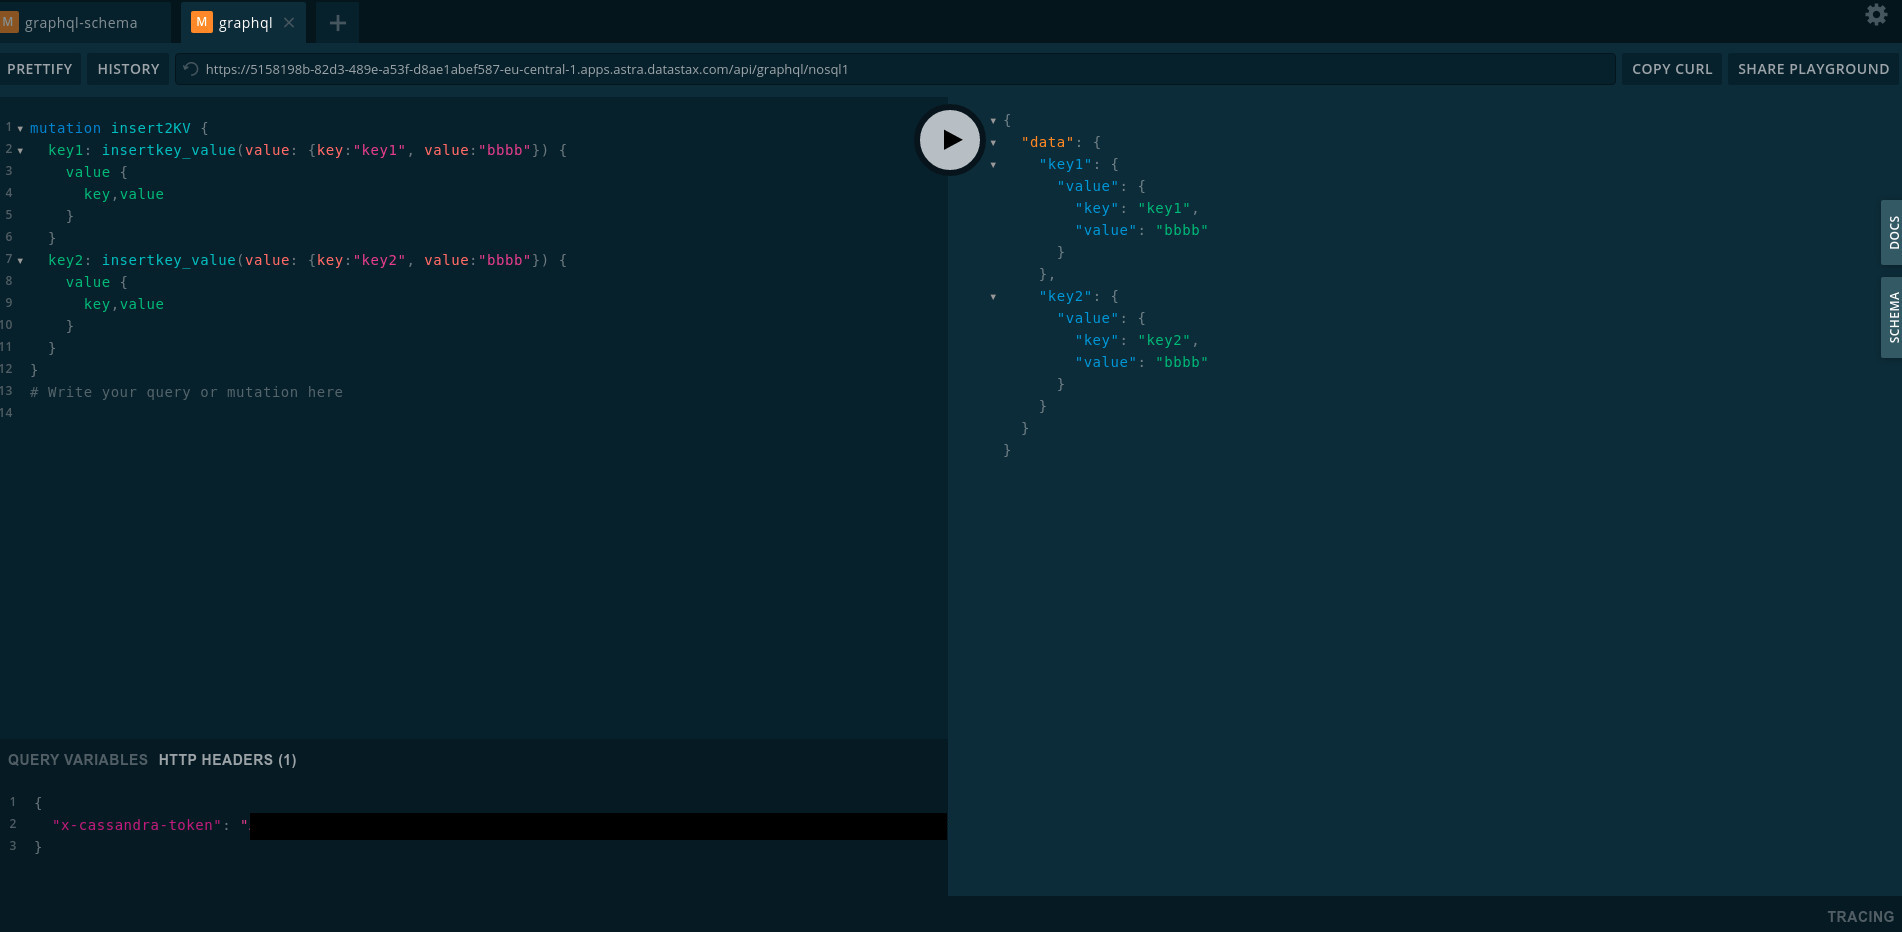 M graphql-schema
M graphql ×
+
PRETTIFY HISTORY https://5158198b-82d3-489e-a53f-d8ae1abef587-eu-central-1.apps.astra.datastax.com/api/graphql/nosql1 COPY CURL SHARE PLAYGROUND
1 mutation insert2KV {
2 key1: insertkey_value(value: {key:"key1", value:"bbbb"}) {
3 value {
4 key,value
5 }
6 }
7 key2: insertkey_value(value: {key:"key2", value:"bbbb"}) {
8 value {
9 key,value
10 }
11 }
12 }
13 # Write your query or mutation here
14
{
"data": {
"key1": {
"value": {
"key": "key1",
"value": "bbbb"
}
},
"key2": {
"value": {
"key": "key2",
"value": "bbbb"
}
}
}
}
DOCS
SCHEMA
QUERY VARIABLES HTTP HEADERS (1)
1 {
2 "x-cassandra-token": "
3 }
TRACING